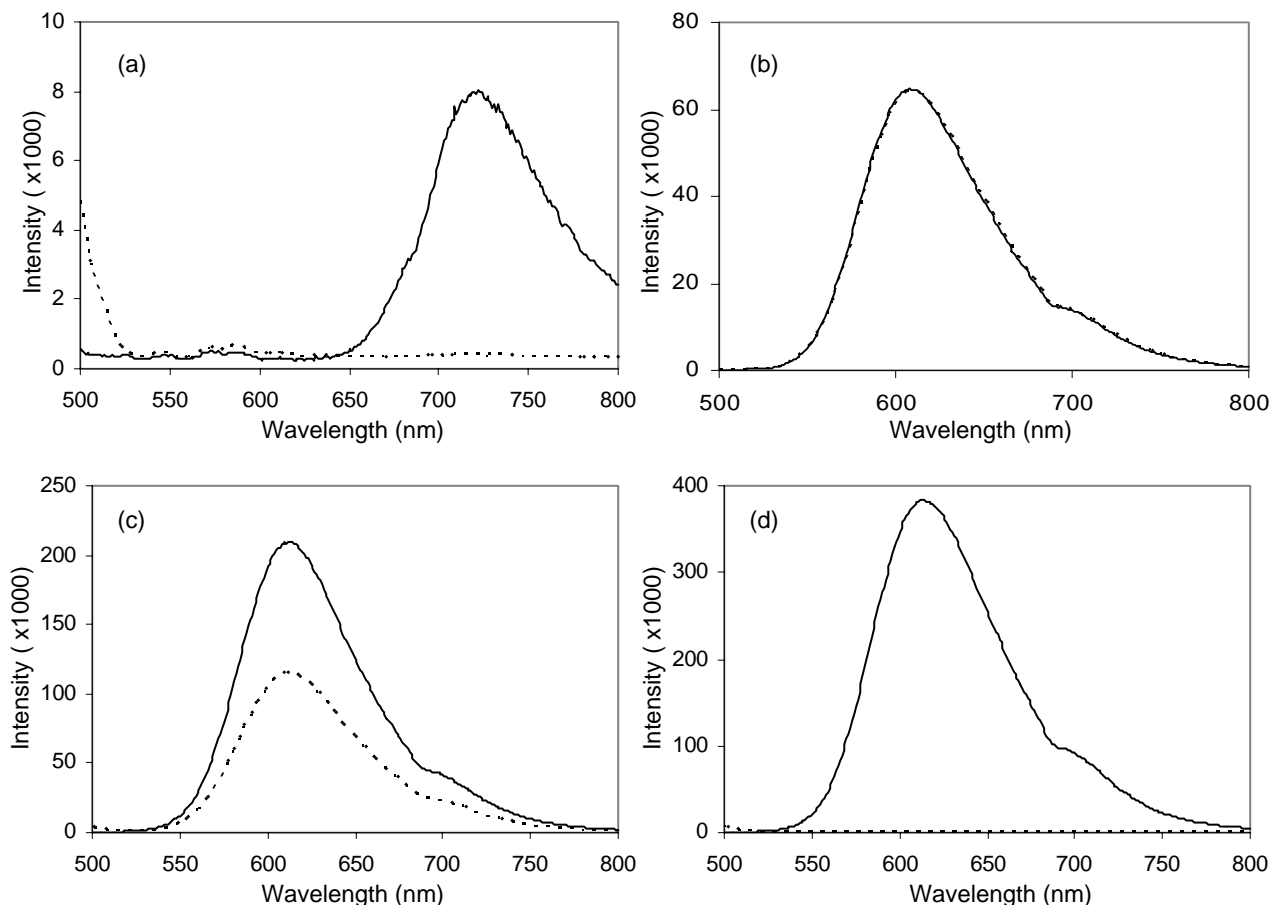 (a)
Intensity ( x1000)
10
8
6
4
2
0
500 550 600 650 700 750 800
Wavelength (nm)
(b)
Intensity ( x1000)
80
60
40
20
0
500 600 700 800
Wavelength (nm)
(c)
Intensity ( x1000)
250
200
150
100
50
0
500 550 600 650 700 750 800
Wavelength (nm)
(d)
Intensity ( x1000)
400
300
200
100
0
500 550 600 650 700 750 800
Wavelength (nm)